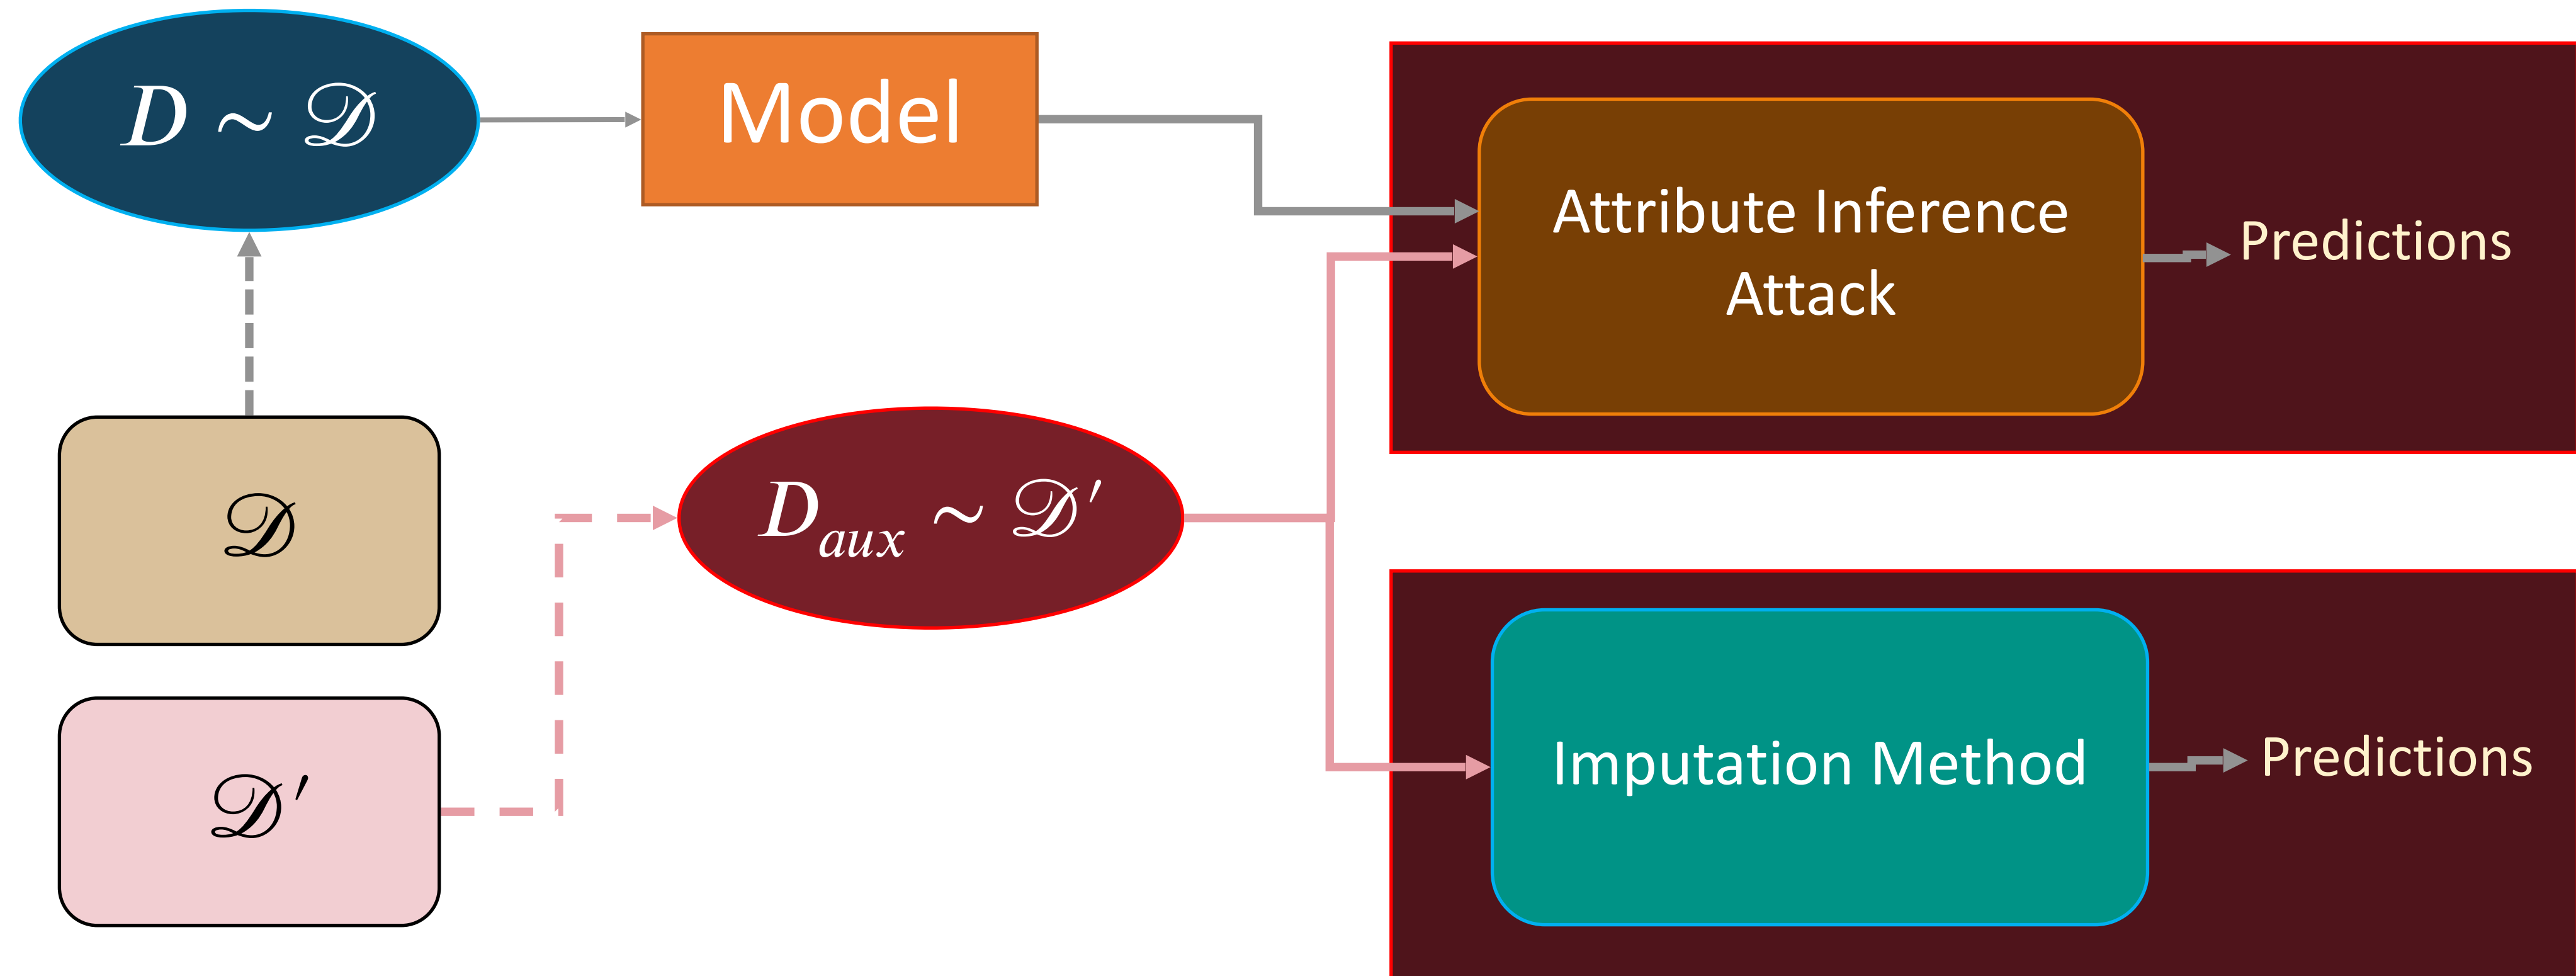 D ~ 𝒟
Model
Attribute Inference
Attack
Predictions
𝒟
D_aux ~ 𝒟′
𝒟′
Imputation Method
Predictions